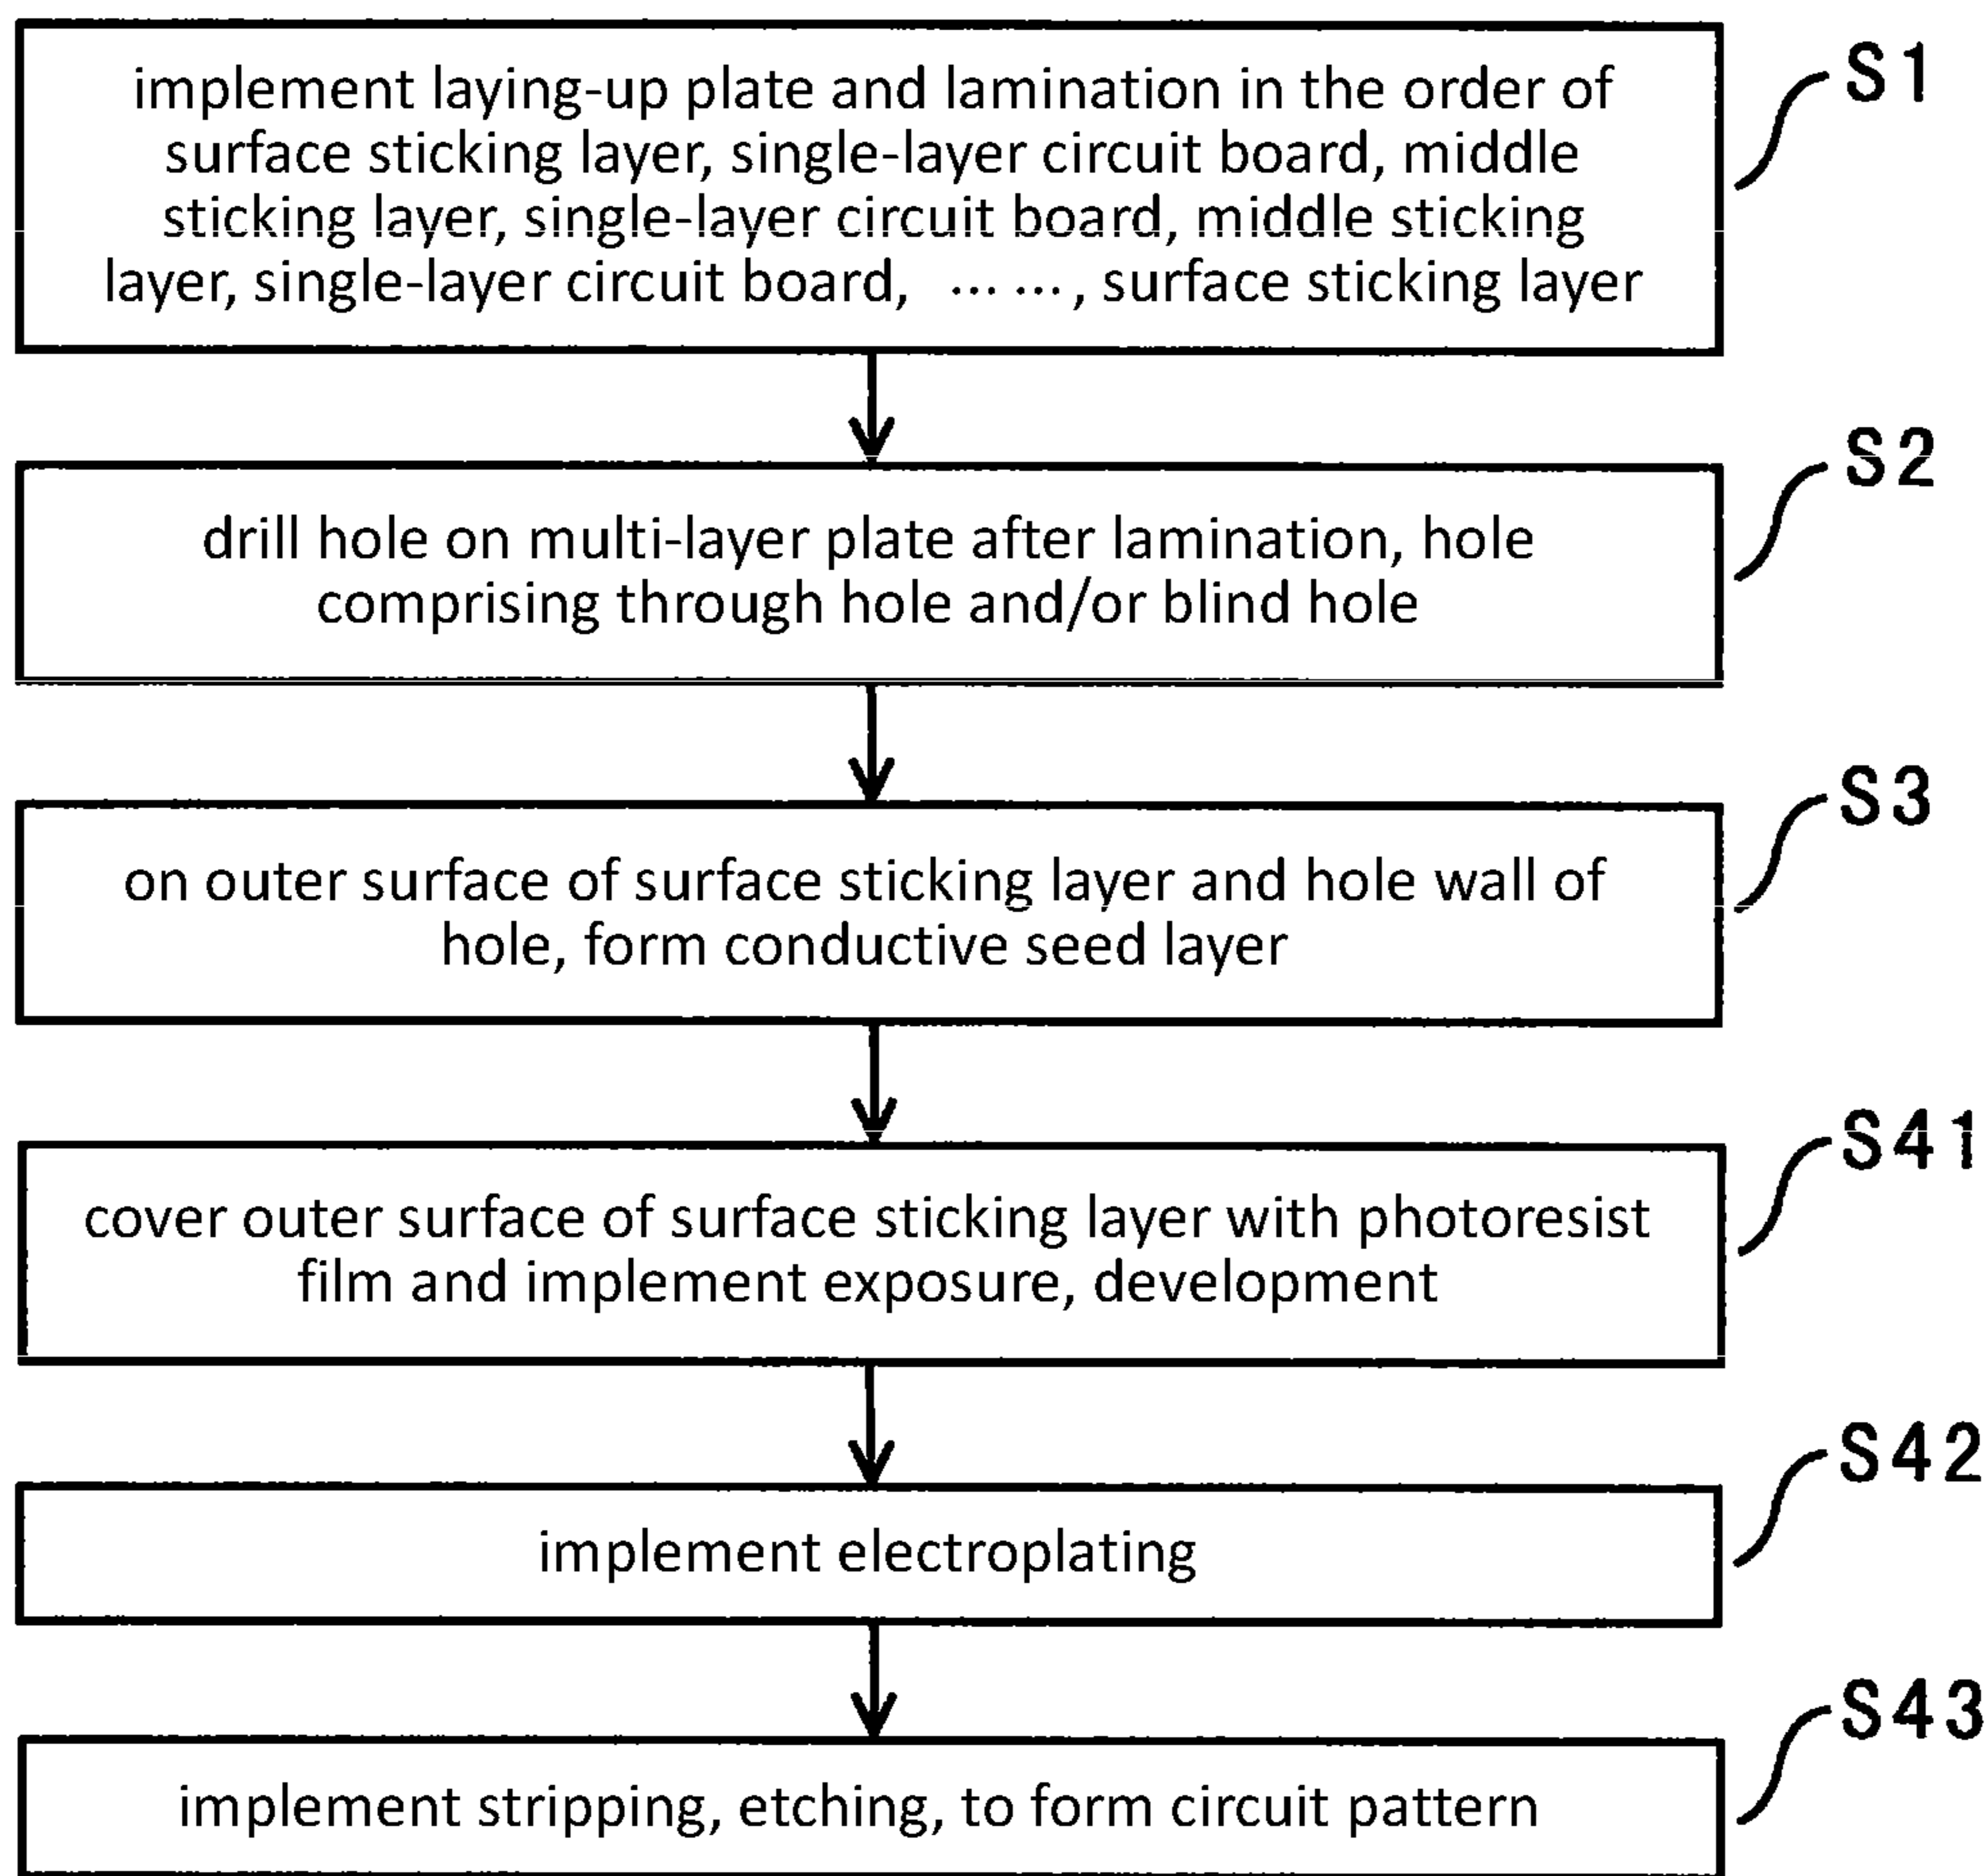 implement laying-up plate and lamination in the order of
surface sticking layer, single-layer circuit board, middle
sticking layer, single-layer circuit board, middle sticking
layer, single-layer circuit board, ... ..., surface sticking layer
S1
drill hole on multi-layer plate after lamination, hole
comprising through hole and/or blind hole
S2
on outer surface of surface sticking layer and hole wall of
hole, form conductive seed layer
S3
cover outer surface of surface sticking layer with photoresist
film and implement exposure, development
S41
implement electroplating
S42
implement stripping, etching, to form circuit pattern
S43